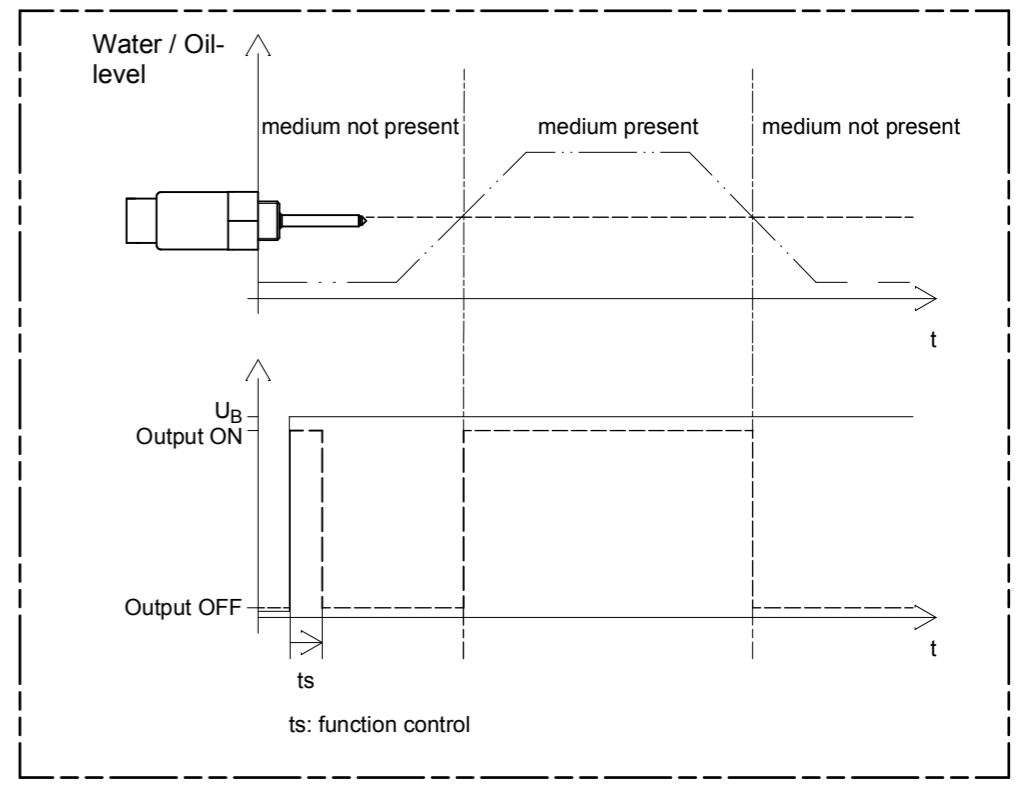 Water / Oil-
level
medium not present
medium present
medium not present
t
UB
Output ON
Output OFF
t
ts
ts: function control